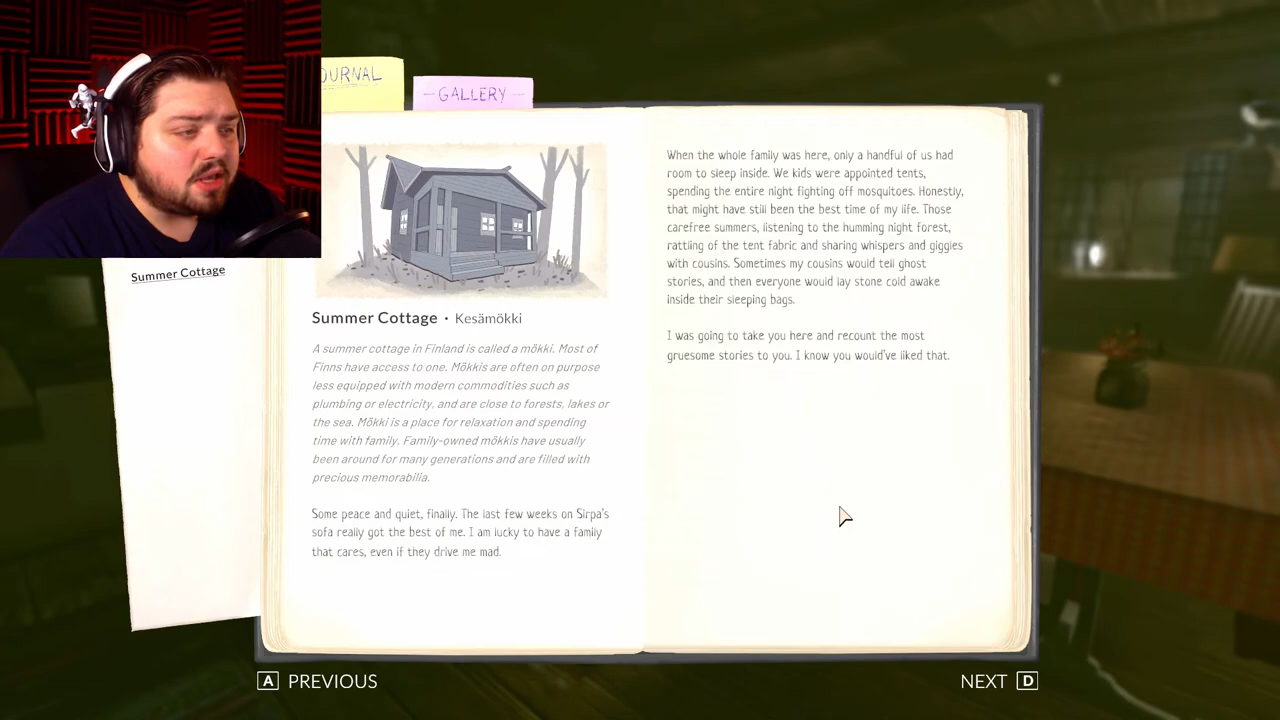 OURNAL
— GALLERY —
Summer Cottage
Summer Cottage • Kesämökki
A summer cottage in Finland is called a mökki. Most of
Finns have access to one. Mökkis are often on purpose
less equipped with modern commodities such as
plumbing or electricity, and are close to forests, lakes or
the sea. Mökki is a place for relaxation and spending
time with family. Family-owned mökkis have usually
been around for many generations and are filled with
precious memorabilia.
Some peace and quiet, finally. The last few weeks on Sirpa's
sofa really got the best of me. I am lucky to have a family
that cares, even if they drive me mad.
When the whole family was here, only a handful of us had
room to sleep inside. We kids were appointed tents,
spending the entire night fighting off mosquitoes. Honestly,
that might have still been the best time of my life. Those
carefree summers, listening to the humming night forest,
rattling of the tent fabric and sharing whispers and giggles
with cousins. Sometimes my cousins would tell ghost
stories, and then everyone would lay stone cold awake
inside their sleeping bags.
I was going to take you here and recount the most
gruesome stories to you. I know you would've liked that.
A PREVIOUS
NEXT D